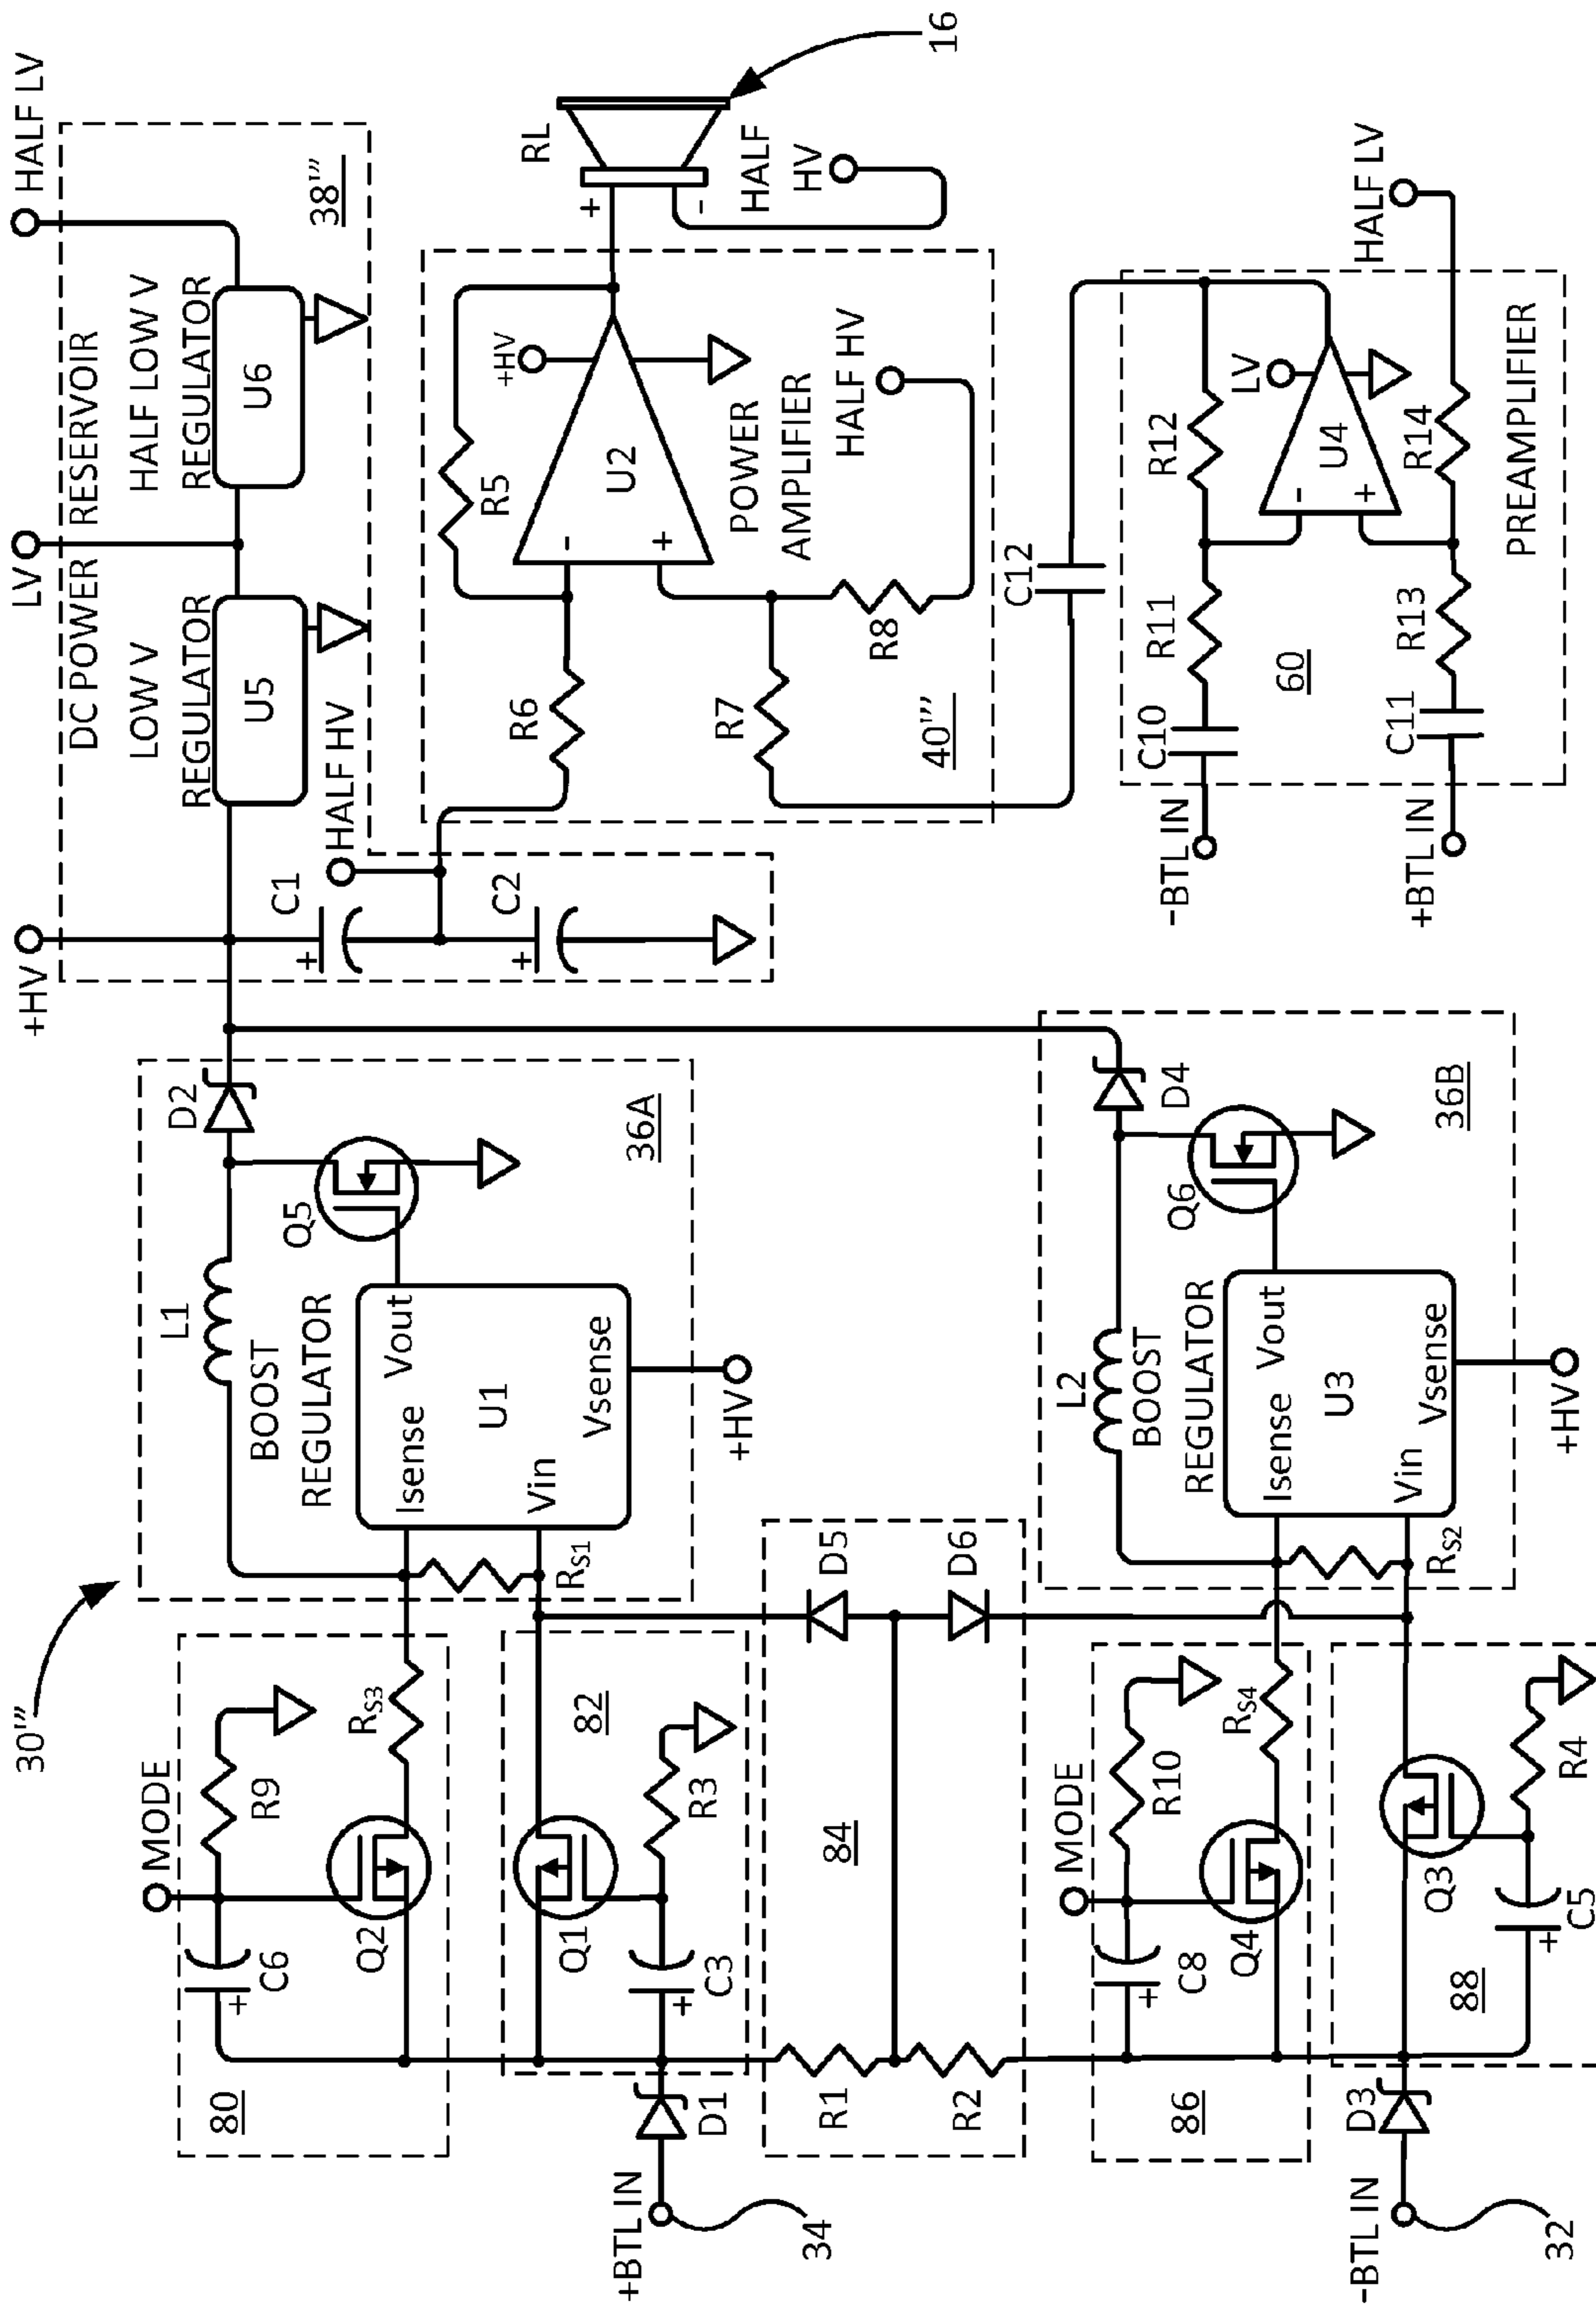 30'''
+HV
LV
HALF LV
DC POWER RESERVOIR
LOW V
REGULATOR
U5
HALF LOW V
REGULATOR
U6
38'''
C1
HALF HV
C2
MODE
80
C6
R9
Q2
RS3
L1
D2
BOOST
REGULATOR
Isense
Vout
U1
Vin
Vsense
RS1
Q5
36A
+HV
82
Q1
C3
R3
+BTL IN
34
D1
R1
R2
84
D5
D6
R5
R6
-
+
U2
+HV
POWER
AMPLIFIER
HALF HV
R7
R8
40'''
RL
+
-
HALF
HV
16
MODE
86
C8
R10
Q4
RS4
L2
D4
BOOST
REGULATOR
Isense
Vout
U3
Vin
Vsense
RS2
Q6
36B
+HV
88
Q3
C5
R4
-BTL IN
32
D3
C12
-BTL IN
C10
R11
R12
60
-
+
U4
LV
+BTL IN
C11
R13
R14
HALF LV
PREAMPLIFIER
+
+
+
+
+
+